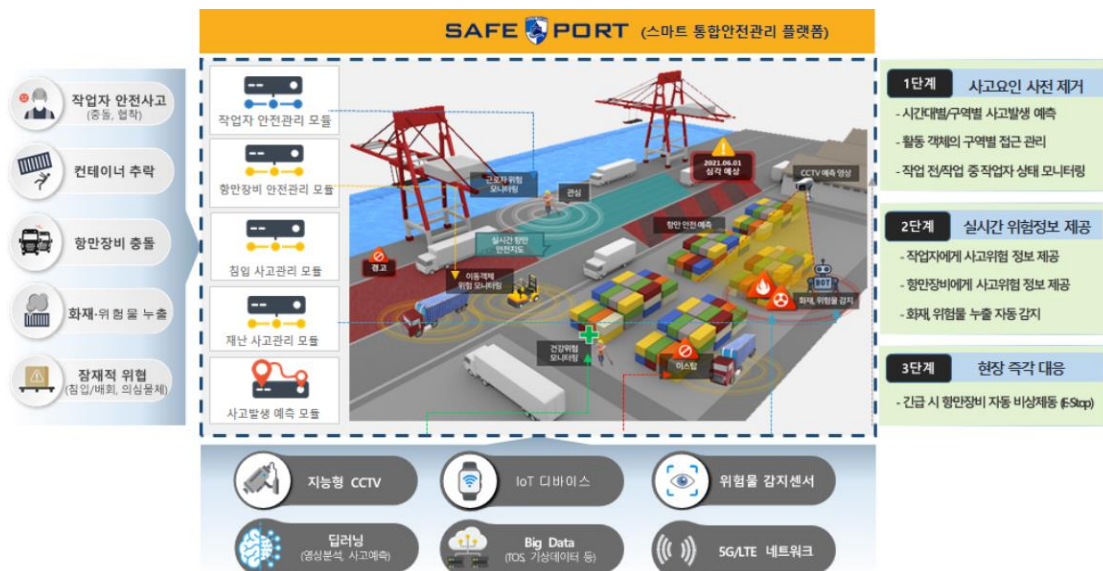 SAFE PORT (스마트 통합안전관리 플랫폼)
작업자 안전사고
(충돌, 협착)
컨테이너 추락
항만장비 충돌
화재·위험물 누출
잠재적 위협
(침입/배회, 의심물체)
작업자 안전관리 모듈
항만장비 안전관리 모듈
침입 사고관리 모듈
재난 사고관리 모듈
사고발생 예측 모듈
근로자 위험
모니터링
관심
2021.06.01
심각 예상
CCTV 예측 영상
항만 안전 예측
실시간 항만
안전지도
경고
이동객체
위험 모니터링
BOT
화재, 위험물 감지
건강위험
모니터링
이스탑
1단계 사고요인 사전 제거
- 시간대별/구역별 사고발생 예측
- 활동 객체의 구역별 접근 관리
- 작업 전/작업 중 작업자 상태 모니터링
2단계 실시간 위험정보 제공
- 작업자에게 사고위험 정보 제공
- 항만장비에게 사고위험 정보 제공
- 화재, 위험물 누출 자동 감지
3단계 현장 즉각 대응
- 긴급 시 항만장비 자동 비상제동 (E-Stop)
지능형 CCTV
IoT 디바이스
위험물 감지센서
딥러닝
(영상분석, 사고예측)
Big Data
(TOS, 기상데이터 등)
5G/LTE 네트워크